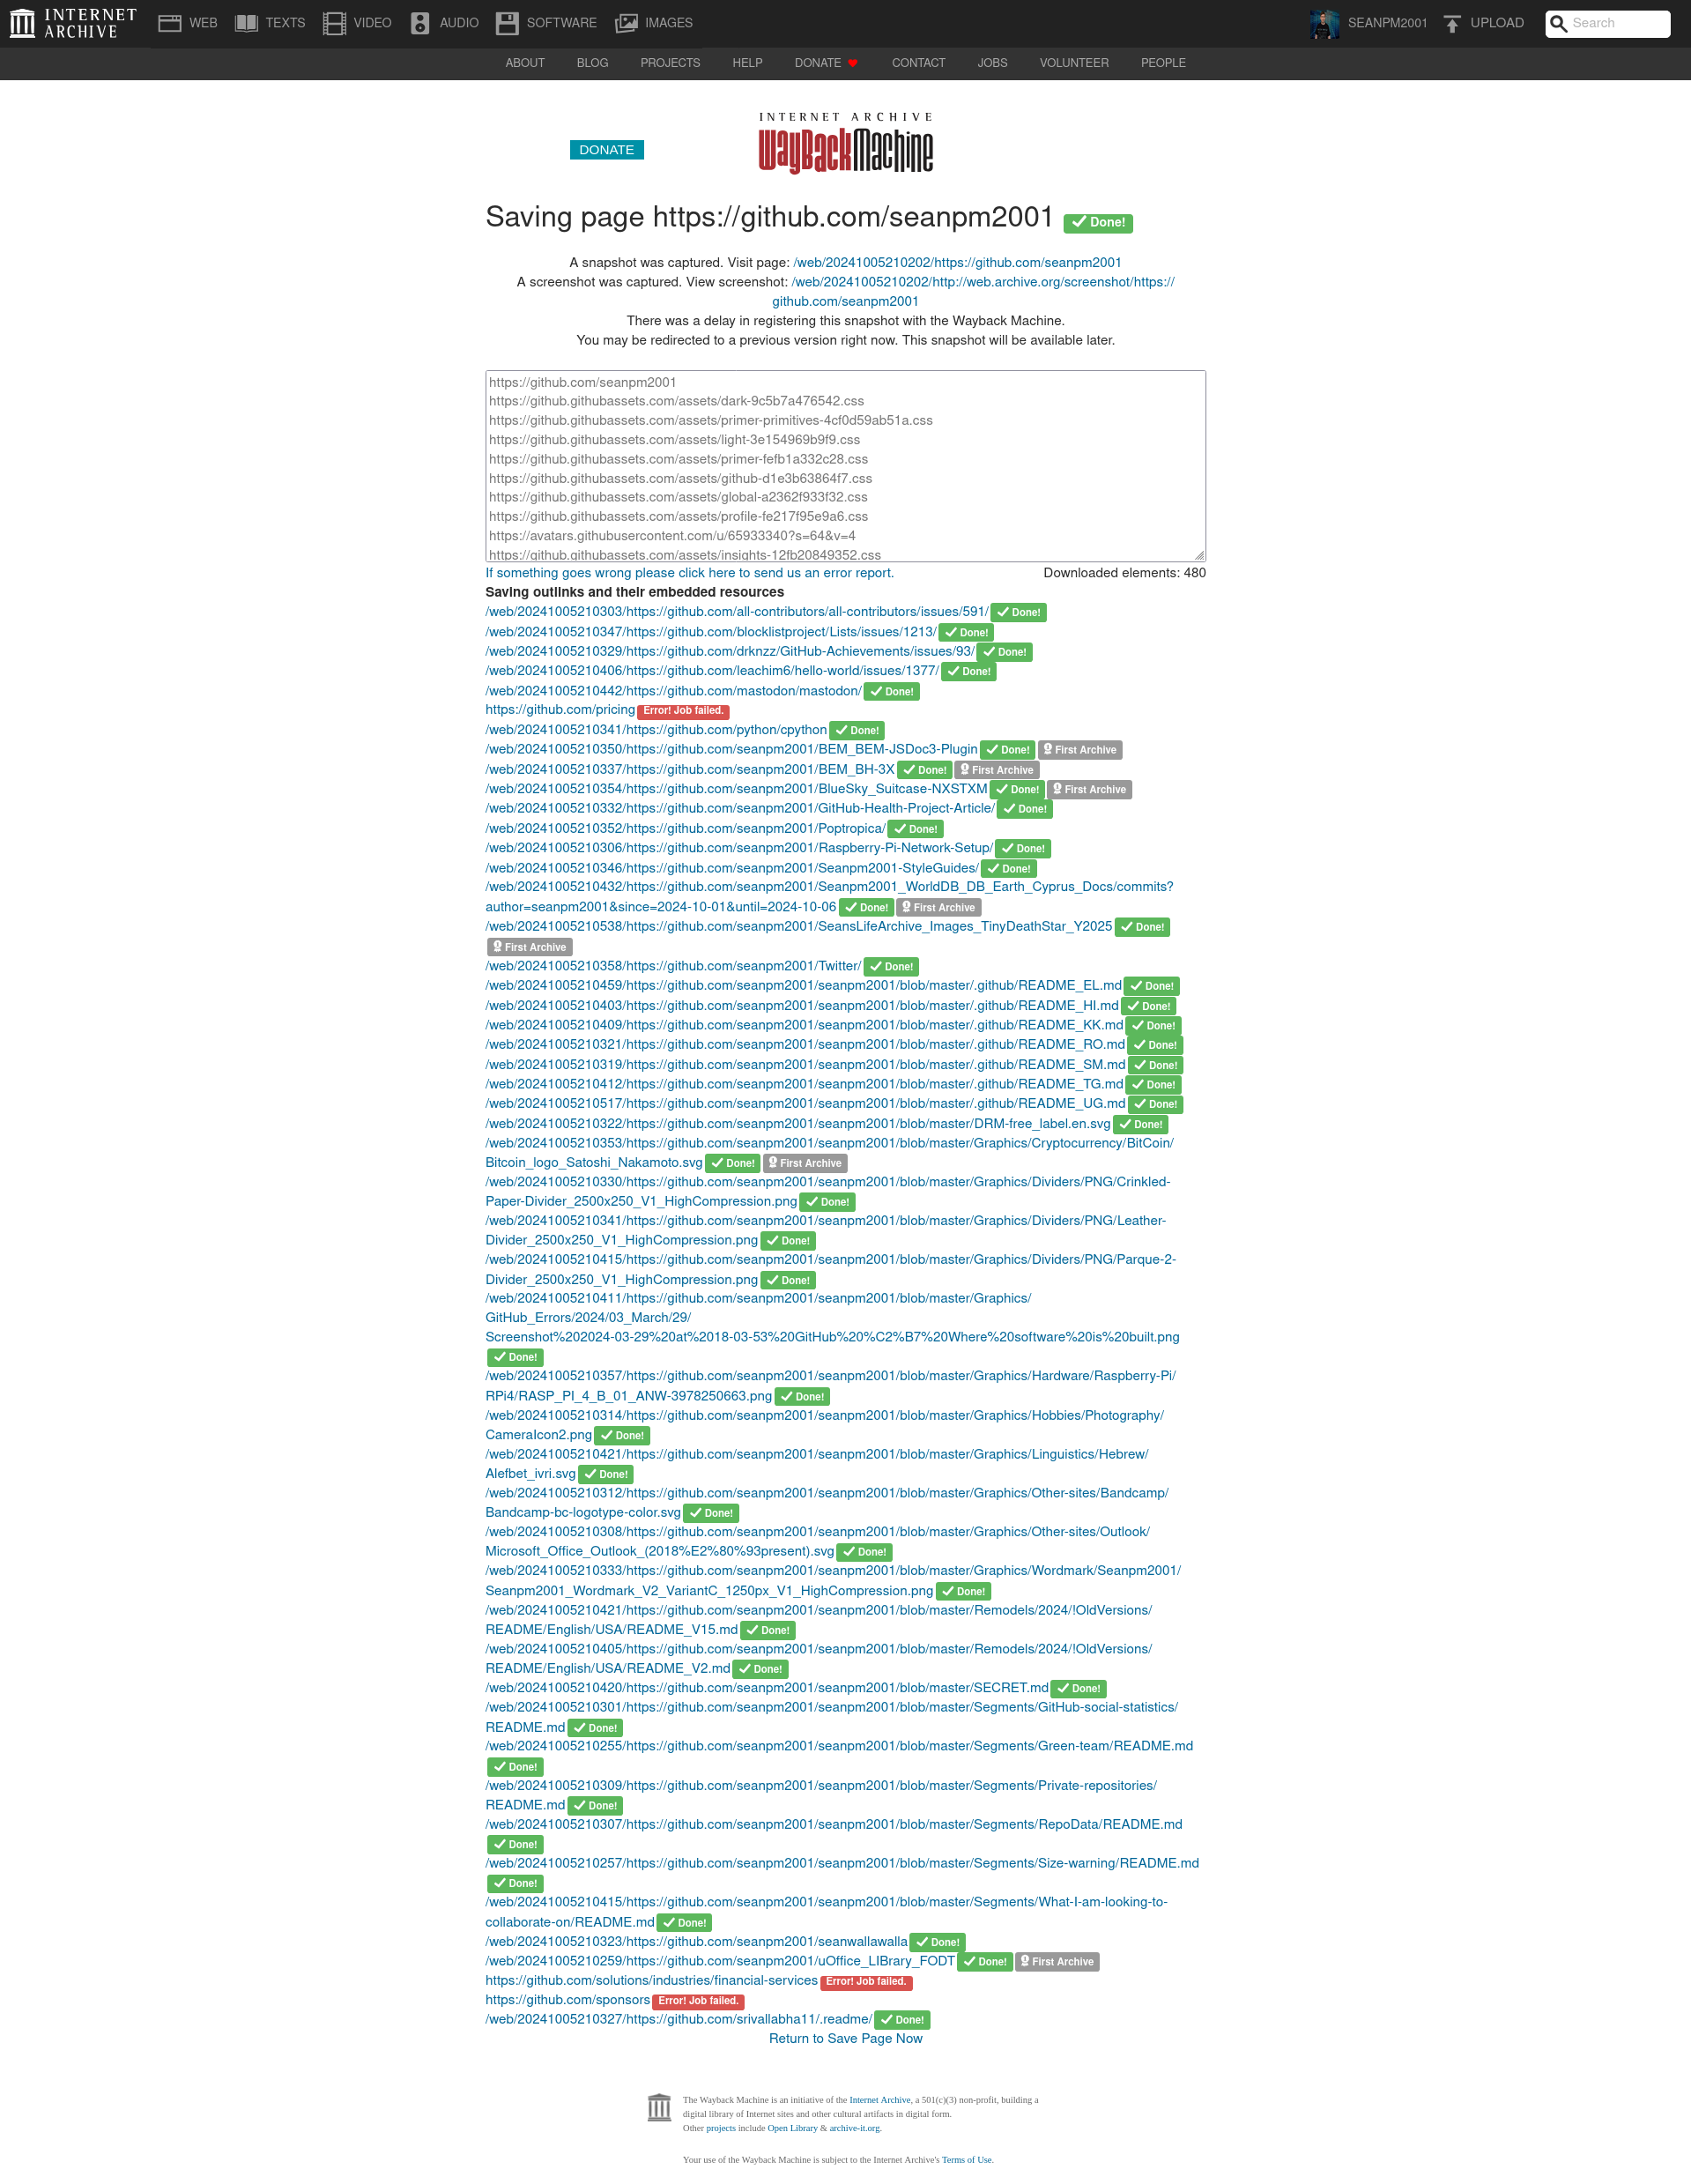 INTERNET ARCHIVE WEB TEXTS VIDEO AUDIO SOFTWARE IMAGES SEANPM2001 UPLOAD Search
ABOUT BLOG PROJECTS HELP DONATE CONTACT JOBS VOLUNTEER PEOPLE
INTERNET ARCHIVE
DONATE WayBackMachine
Saving page https://github.com/seanpm2001 Done!
A snapshot was captured. Visit page: /web/20241005210202/https://github.com/seanpm2001
A screenshot was captured. View screenshot: /web/20241005210202/http://web.archive.org/screenshot/https://
github.com/seanpm2001
There was a delay in registering this snapshot with the Wayback Machine.
You may be redirected to a previous version right now. This snapshot will be available later.
https://github.com/seanpm2001
https://github.githubassets.com/assets/dark-9c5b7a476542.css
https://github.githubassets.com/assets/primer-primitives-4cf0d59ab51a.css
https://github.githubassets.com/assets/light-3e154969b9f9.css
https://github.githubassets.com/assets/primer-fefb1a332c28.css
https://github.githubassets.com/assets/github-d1e3b63864f7.css
https://github.githubassets.com/assets/global-a2362f933f32.css
https://github.githubassets.com/assets/profile-fe217f95e9a6.css
https://avatars.githubusercontent.com/u/65933340?s=64&v=4
https://github.githubassets.com/assets/insights-12fb20849352.css
If something goes wrong please click here to send us an error report. Downloaded elements: 480
Saving outlinks and their embedded resources
/web/20241005210303/https://github.com/all-contributors/all-contributors/issues/591/ Done!
/web/20241005210347/https://github.com/blocklistproject/Lists/issues/1213/ Done!
/web/20241005210329/https://github.com/drknzz/GitHub-Achievements/issues/93/ Done!
/web/20241005210406/https://github.com/leachim6/hello-world/issues/1377/ Done!
/web/20241005210442/https://github.com/mastodon/mastodon/ Done!
https://github.com/pricing Error! Job failed.
/web/20241005210341/https://github.com/python/cpython Done!
/web/20241005210350/https://github.com/seanpm2001/BEM_BEM-JSDoc3-Plugin Done! First Archive
/web/20241005210337/https://github.com/seanpm2001/BEM_BH-3X Done! First Archive
/web/20241005210354/https://github.com/seanpm2001/BlueSky_Suitcase-NXSTXM Done! First Archive
/web/20241005210332/https://github.com/seanpm2001/GitHub-Health-Project-Article/ Done!
/web/20241005210352/https://github.com/seanpm2001/Poptropica/ Done!
/web/20241005210306/https://github.com/seanpm2001/Raspberry-Pi-Network-Setup/ Done!
/web/20241005210346/https://github.com/seanpm2001/Seanpm2001-StyleGuides/ Done!
/web/20241005210432/https://github.com/seanpm2001/Seanpm2001_WorldDB_DB_Earth_Cyprus_Docs/commits?
author=seanpm2001&since=2024-10-01&until=2024-10-06 Done! First Archive
/web/20241005210538/https://github.com/seanpm2001/SeansLifeArchive_Images_TinyDeathStar_Y2025 Done!
First Archive
/web/20241005210358/https://github.com/seanpm2001/Twitter/ Done!
/web/20241005210459/https://github.com/seanpm2001/seanpm2001/blob/master/.github/README_EL.md Done!
/web/20241005210403/https://github.com/seanpm2001/seanpm2001/blob/master/.github/README_HI.md Done!
/web/20241005210409/https://github.com/seanpm2001/seanpm2001/blob/master/.github/README_KK.md Done!
/web/20241005210321/https://github.com/seanpm2001/seanpm2001/blob/master/.github/README_RO.md Done!
/web/20241005210319/https://github.com/seanpm2001/seanpm2001/blob/master/.github/README_SM.md Done!
/web/20241005210412/https://github.com/seanpm2001/seanpm2001/blob/master/.github/README_TG.md Done!
/web/20241005210517/https://github.com/seanpm2001/seanpm2001/blob/master/.github/README_UG.md Done!
/web/20241005210322/https://github.com/seanpm2001/seanpm2001/blob/master/DRM-free_label.en.svg Done!
/web/20241005210353/https://github.com/seanpm2001/seanpm2001/blob/master/Graphics/Cryptocurrency/BitCoin/
Bitcoin_logo_Satoshi_Nakamoto.svg Done! First Archive
/web/20241005210330/https://github.com/seanpm2001/seanpm2001/blob/master/Graphics/Dividers/PNG/Crinkled-
Paper-Divider_2500x250_V1_HighCompression.png Done!
/web/20241005210341/https://github.com/seanpm2001/seanpm2001/blob/master/Graphics/Dividers/PNG/Leather-
Divider_2500x250_V1_HighCompression.png Done!
/web/20241005210415/https://github.com/seanpm2001/seanpm2001/blob/master/Graphics/Dividers/PNG/Parque-2-
Divider_2500x250_V1_HighCompression.png Done!
/web/20241005210411/https://github.com/seanpm2001/seanpm2001/blob/master/Graphics/
GitHub_Errors/2024/03_March/29/
Screenshot%202024-03-29%20at%2018-03-53%20GitHub%20%C2%B7%20Where%20software%20is%20built.png
Done!
/web/20241005210357/https://github.com/seanpm2001/seanpm2001/blob/master/Graphics/Hardware/Raspberry-Pi/
RPi4/RASP_PI_4_B_01_ANW-3978250663.png Done!
/web/20241005210314/https://github.com/seanpm2001/seanpm2001/blob/master/Graphics/Hobbies/Photography/
CameraIcon2.png Done!
/web/20241005210421/https://github.com/seanpm2001/seanpm2001/blob/master/Graphics/Linguistics/Hebrew/
Alefbet_ivri.svg Done!
/web/20241005210312/https://github.com/seanpm2001/seanpm2001/blob/master/Graphics/Other-sites/Bandcamp/
Bandcamp-bc-logotype-color.svg Done!
/web/20241005210308/https://github.com/seanpm2001/seanpm2001/blob/master/Graphics/Other-sites/Outlook/
Microsoft_Office_Outlook_(2018%E2%80%93present).svg Done!
/web/20241005210333/https://github.com/seanpm2001/seanpm2001/blob/master/Graphics/Wordmark/Seanpm2001/
Seanpm2001_Wordmark_V2_VariantC_1250px_V1_HighCompression.png Done!
/web/20241005210421/https://github.com/seanpm2001/seanpm2001/blob/master/Remodels/2024/!OldVersions/
README/English/USA/README_V15.md Done!
/web/20241005210405/https://github.com/seanpm2001/seanpm2001/blob/master/Remodels/2024/!OldVersions/
README/English/USA/README_V2.md Done!
/web/20241005210420/https://github.com/seanpm2001/seanpm2001/blob/master/SECRET.md Done!
/web/20241005210301/https://github.com/seanpm2001/seanpm2001/blob/master/Segments/GitHub-social-statistics/
README.md Done!
/web/20241005210255/https://github.com/seanpm2001/seanpm2001/blob/master/Segments/Green-team/README.md
Done!
/web/20241005210309/https://github.com/seanpm2001/seanpm2001/blob/master/Segments/Private-repositories/
README.md Done!
/web/20241005210307/https://github.com/seanpm2001/seanpm2001/blob/master/Segments/RepoData/README.md
Done!
/web/20241005210257/https://github.com/seanpm2001/seanpm2001/blob/master/Segments/Size-warning/README.md
Done!
/web/20241005210415/https://github.com/seanpm2001/seanpm2001/blob/master/Segments/What-I-am-looking-to-
collaborate-on/README.md Done!
/web/20241005210323/https://github.com/seanpm2001/seanwallawalla Done!
/web/20241005210259/https://github.com/seanpm2001/uOffice_LIBrary_FODT Done! First Archive
https://github.com/solutions/industries/financial-services Error! Job failed.
https://github.com/sponsors Error! Job failed.
/web/20241005210327/https://github.com/srivallabha11/.readme/ Done!
Return to Save Page Now
The Wayback Machine is an initiative of the Internet Archive, a 501(c)(3) non-profit, building a
digital library of Internet sites and other cultural artifacts in digital form.
Other projects include Open Library & archive-it.org.
Your use of the Wayback Machine is subject to the Internet Archive's Terms of Use.